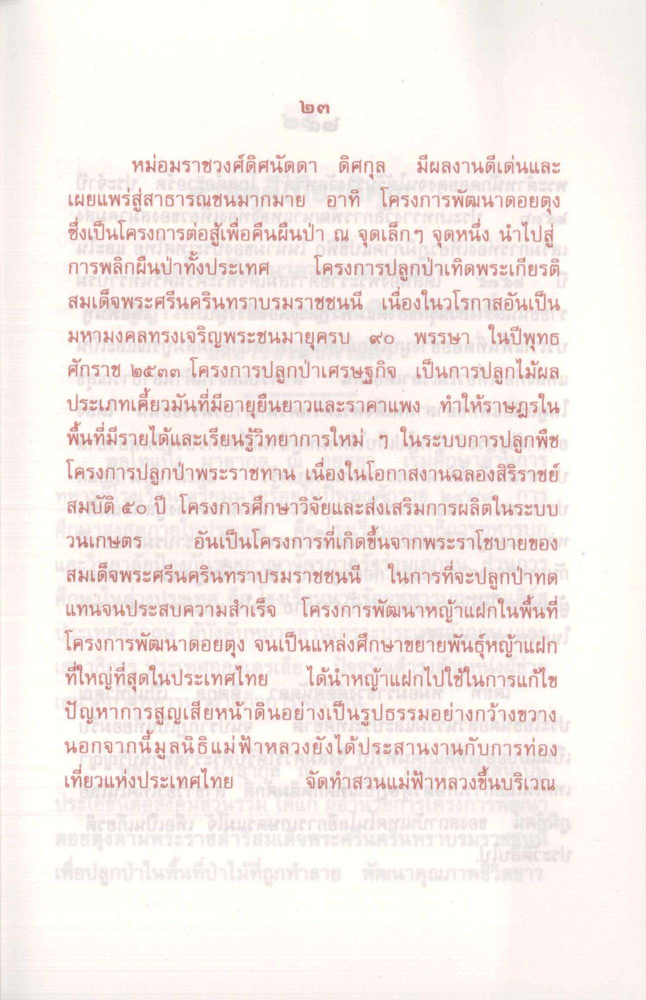 ๒๓
หม่อมราชวงศ์ดิศนัดดา ดิศกุล มีผลงานดีเด่นและ
เผยแพร่สู่สาธารณชนมากมาย อาทิ โครงการพัฒนาดอยตุง
ซึ่งเป็นโครงการต่อสู้เพื่อคืนผืนป่า ณ จุดเล็กๆ จุดหนึ่ง นำไปสู่
การพลิกผืนป่าทั้งประเทศ โครงการปลูกป่าเทิดพระเกียรติ
สมเด็จพระศรีนครินทราบรมราชชนนี เนื่องในวโรกาสอันเป็น
มหามงคลทรงเจริญพระชนมายุครบ ๙๐ พรรษา ในปีพุทธ
ศักราช ๒๕๓๓ โครงการปลูกป่าเศรษฐกิจ เป็นการปลูกไม้ผล
ประเภทเคี้ยวมันที่มีอายุยืนยาวและราคาแพง ทำให้ราษฎรใน
พื้นที่มีรายได้และเรียนรู้วิทยาการใหม่ ๆ ในระบบการปลูกพืช
โครงการปลูกป่าพระราชทาน เนื่องในโอกาสงานฉลองสิริราชย์
สมบัติ ๕๐ ปี โครงการศึกษาวิจัยและส่งเสริมการผลิตในระบบ
วนเกษตร อันเป็นโครงการที่เกิดขึ้นจากพระราโชบายของ
สมเด็จพระศรีนครินทราบรมราชชนนี ในการที่จะปลูกป่าทด
แทนจนประสบความสำเร็จ โครงการพัฒนาหญ้าแฝกในพื้นที่
โครงการพัฒนาดอยตุง จนเป็นแหล่งศึกษาขยายพันธุ์หญ้าแฝก
ที่ใหญ่ที่สุดในประเทศไทย ได้นำหญ้าแฝกไปใช้ในการแก้ไข
ปัญหาการสูญเสียหน้าดินอย่างเป็นรูปธรรมอย่างกว้างขวาง
นอกจากนี้มูลนิธิแม่ฟ้าหลวงยังได้ประสานงานกับการท่อง
เที่ยวแห่งประเทศไทย จัดทำสวนแม่ฟ้าหลวงขึ้นบริเวณ